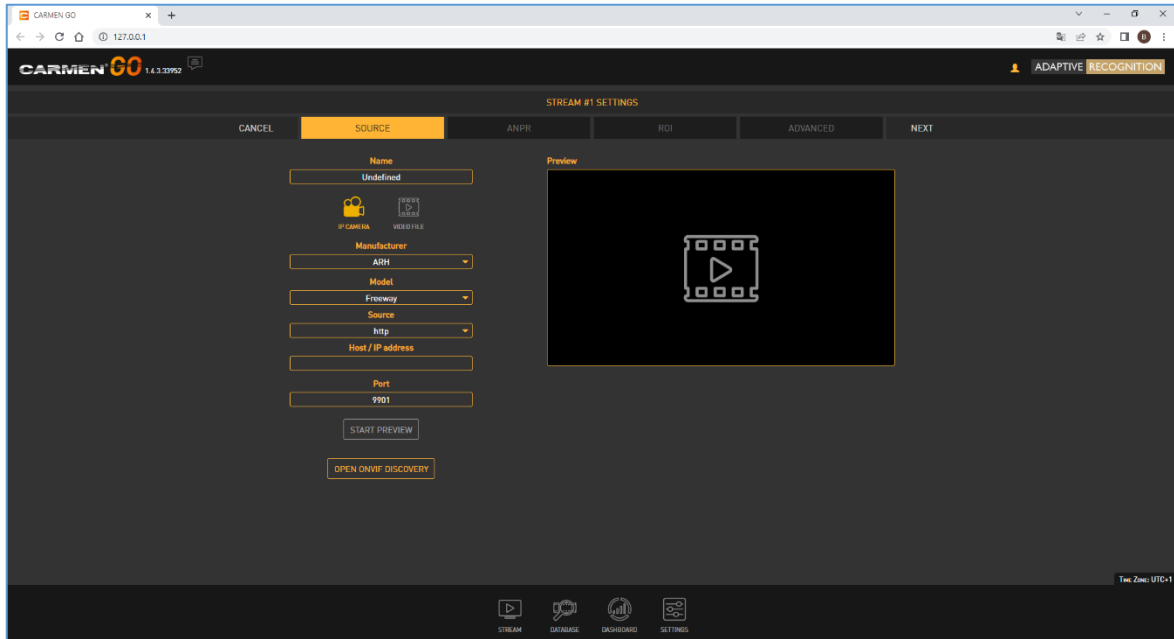 CARMEN GO
127.0.0.1
CARMEN® GO 1.4.3.33952
ADAPTIVE RECOGNITION
STREAM #1 SETTINGS
CANCEL SOURCE ANPR ROI ADVANCED NEXT
Name
Undefined
IP CAMERA VIDEO FILE
Manufacturer
ARH
Model
Freeway
Source
http
Host / IP address
Port
9901
START PREVIEW
OPEN ONVIF DISCOVERY
Preview
B
TIME ZONE: UTC+1
STREAM DATABASE DASHBOARD SETTINGS